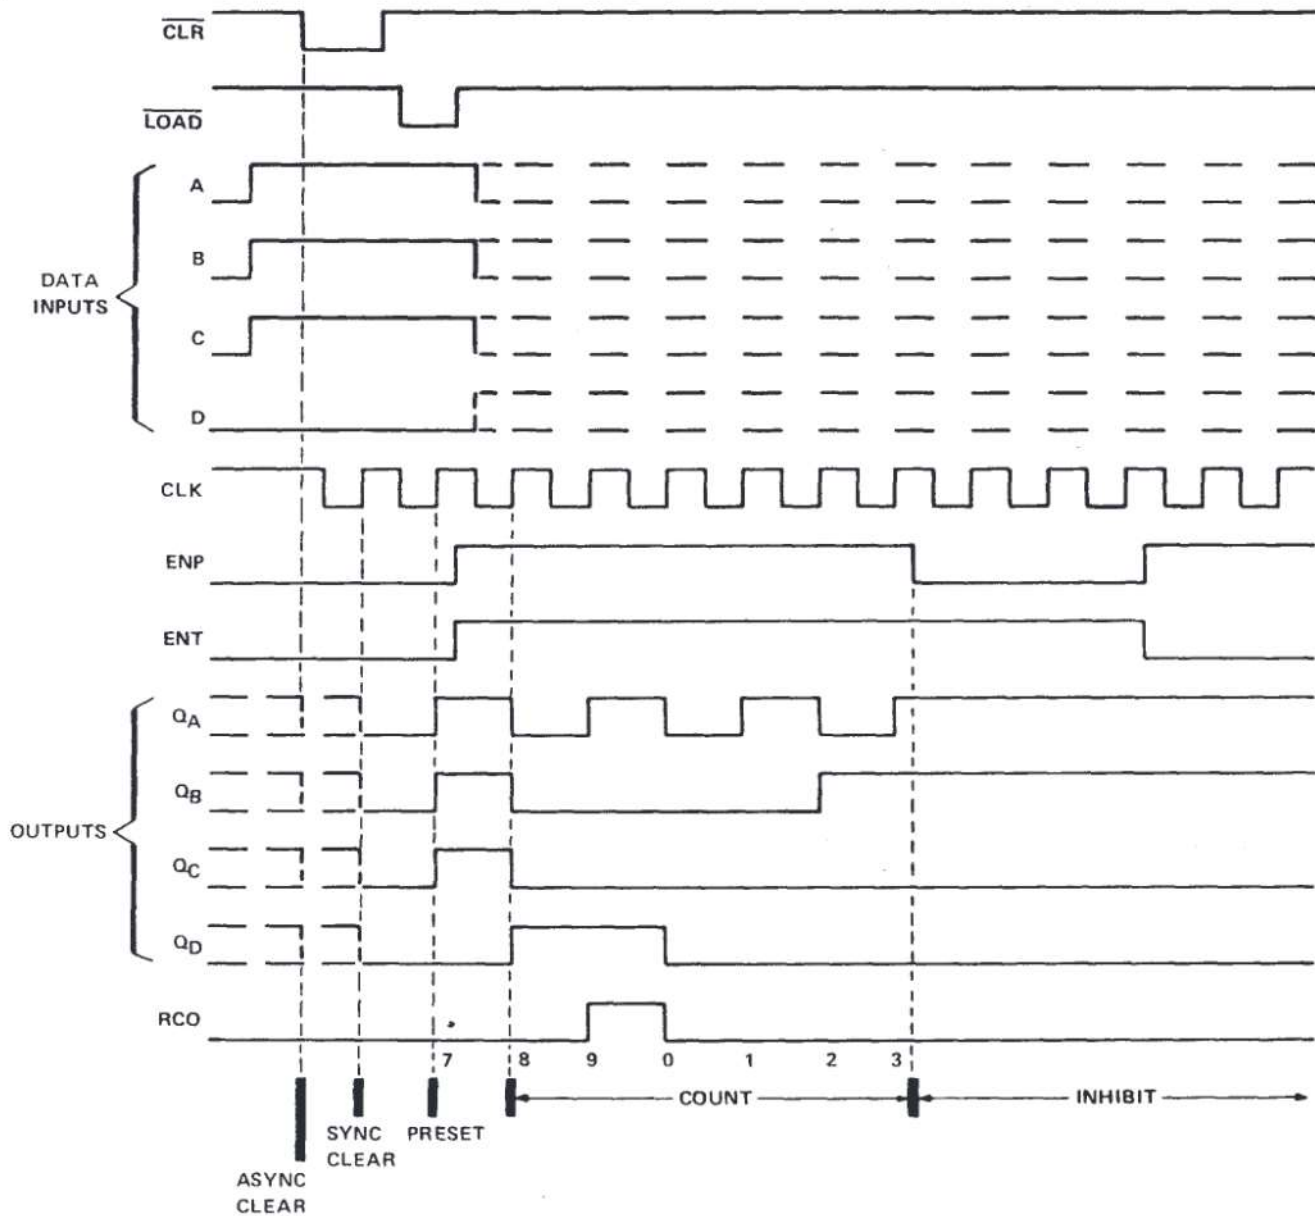 CLR
LOAD
A
B
DATA
INPUTS
C
D
CLK
ENP
ENT
QA
QB
OUTPUTS
QC
QD
RCO
7 8 9 0 1 2 3
COUNT INHIBIT
SYNC PRESET
CLEAR
ASYNC
CLEAR